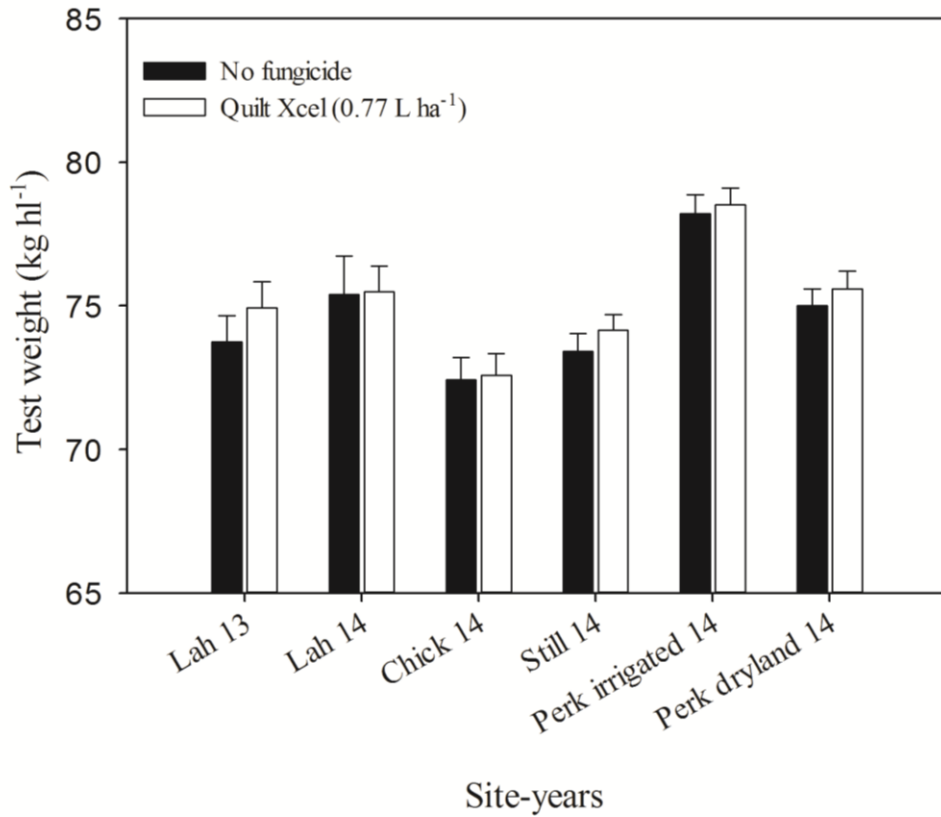 85
80
75
70
65
Test weight (kg hl⁻¹)
No fungicide
Quilt Xcel (0.77 L ha⁻¹)
Lah 13
Lah 14
Chick 14
Still 14
Perk irrigated 14
Perk dryland 14
Site-years